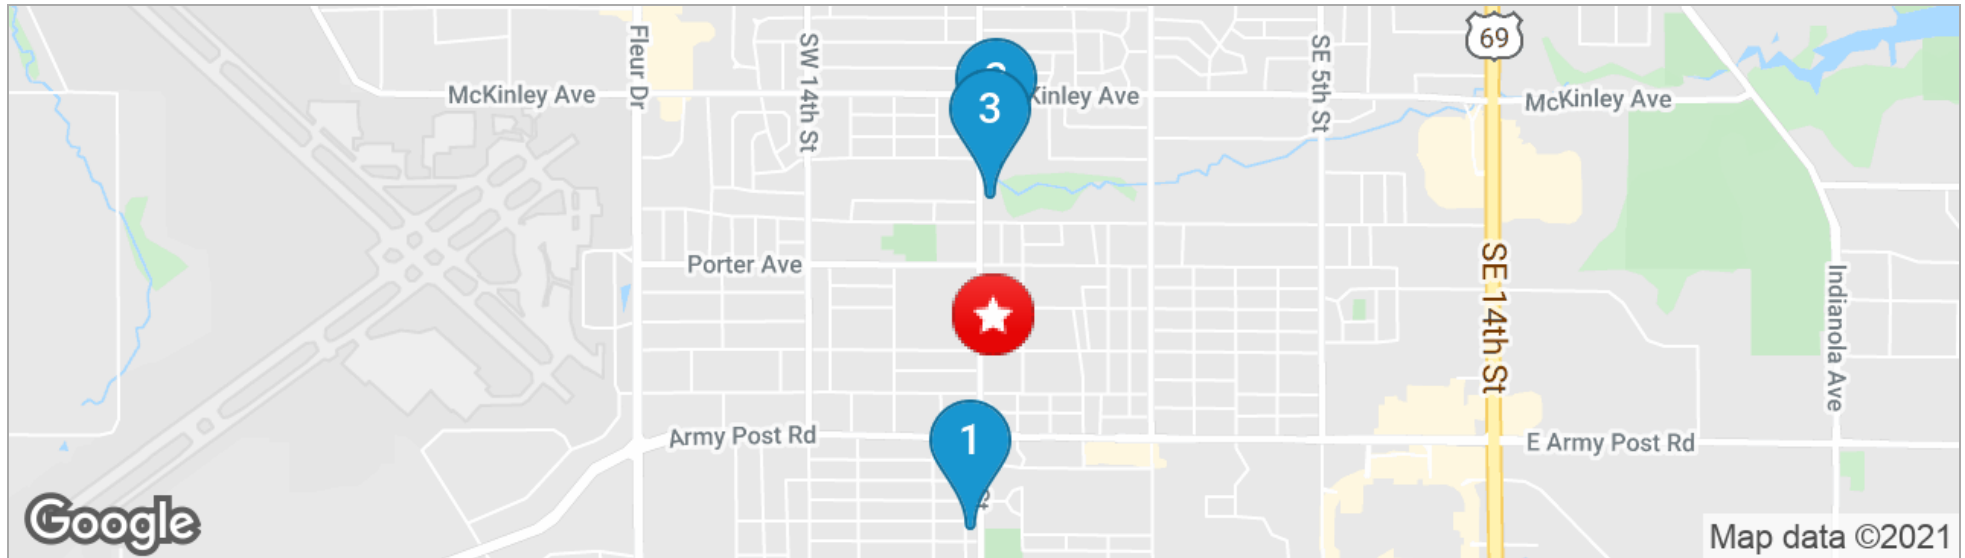 69
Fleur Dr
SW 14th St
SE 5th St
McKinley Ave
Kinley Ave
McKinley Ave
3
Porter Ave
SE 14th St
Indianola Ave
1
Army Post Rd
E Army Post Rd
Google
Map data ©2021